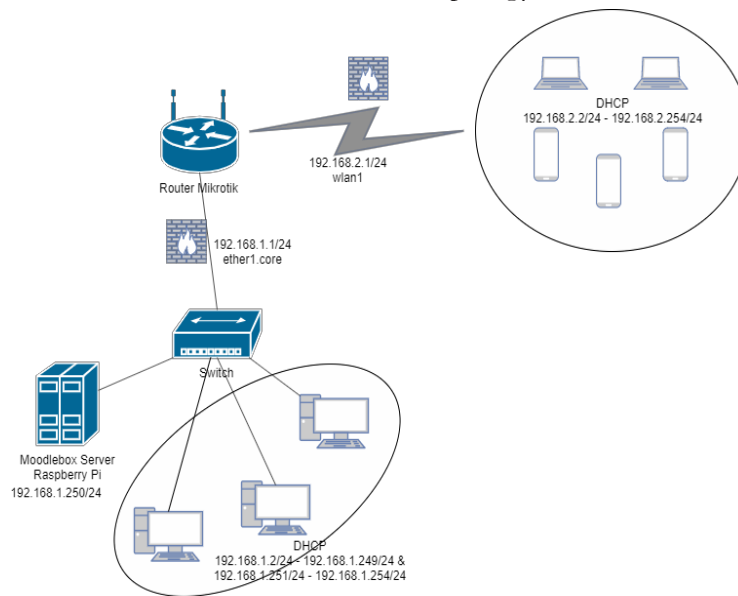 DHCP
192.168.2.2/24 - 192.168.2.254/24
192.168.2.1/24
wlan1
Router Mikrotik
192.168.1.1/24
ether1.core
Switch
Moodlebox Server
Raspberry Pi
192.168.1.250/24
DHCP
192.168.1.2/24 - 192.168.1.249/24 &
192.168.1.251/24 - 192.168.1.254/24